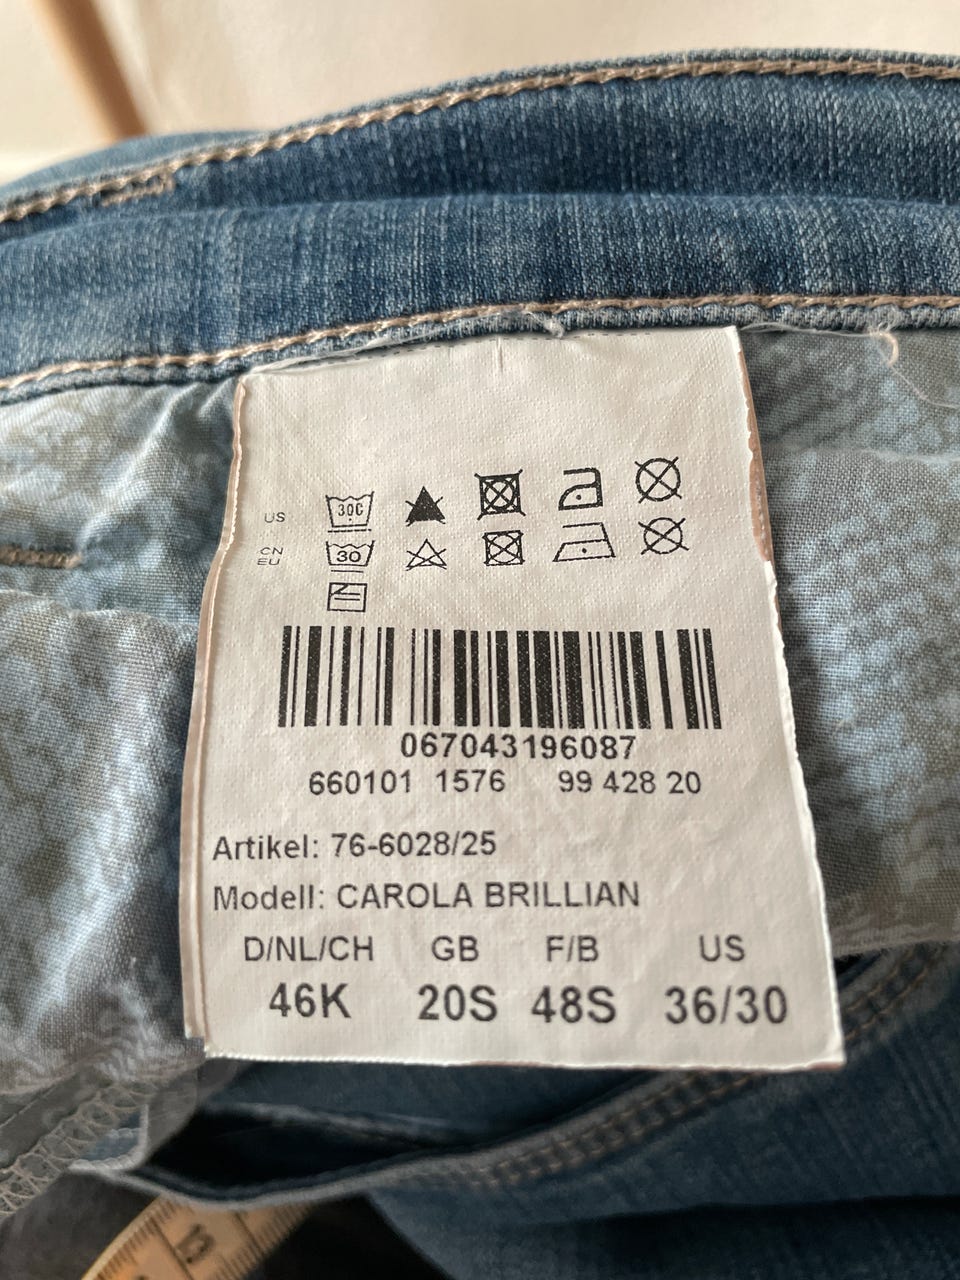 US 30C
CN
EU 30
067043196087
660101 1576 99 428 20
Artikel: 76-6028/25
Modell: CAROLA BRILLIAN
D/NL/CH GB F/B US
46K 20S 48S 36/30